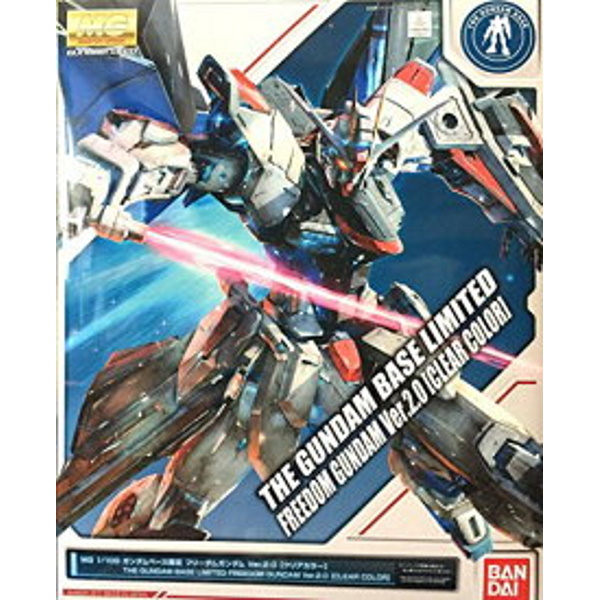 MG
THE GUNDAM BASE
THE GUNDAM BASE LIMITED
FREEDOM GUNDAM Ver.2.0 [CLEAR COLOR]
MG 1/100 ガンダムベース限定 フリーダムガンダム Ver.2.0 [クリアカラー]
THE GUNDAM BASE LIMITED FREEDOM GUNDAM Ver.2.0 [CLEAR COLOR]
BAN
DAI